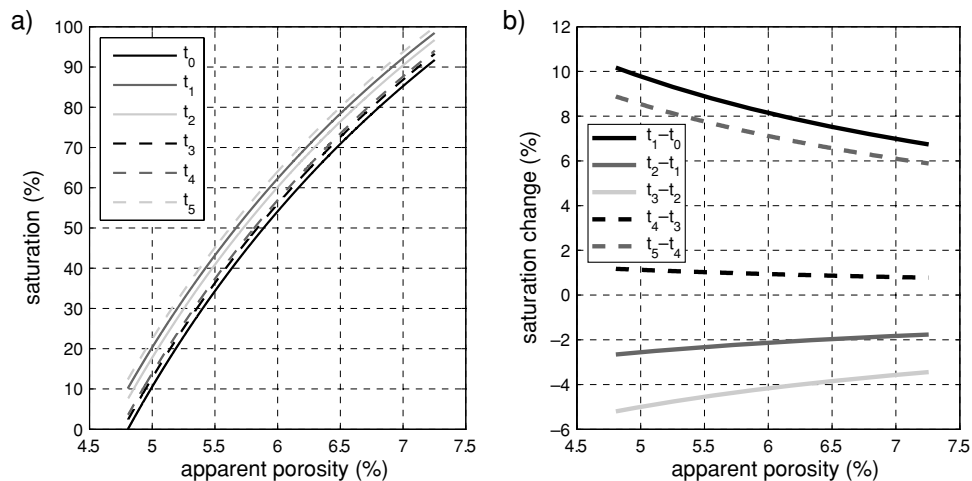 a)
saturation (%)
100
90
80
70
60
50
40
30
20
10
0
t0
t1
t2
t3
t4
t5
4.5 5 5.5 6 6.5 7 7.5
apparent porosity (%)
b)
saturation change (%)
12
10
8
6
4
2
0
−2
−4
−6
t1−t0
t2−t1
t3−t2
t4−t3
t5−t4
4.5 5 5.5 6 6.5 7 7.5
apparent porosity (%)